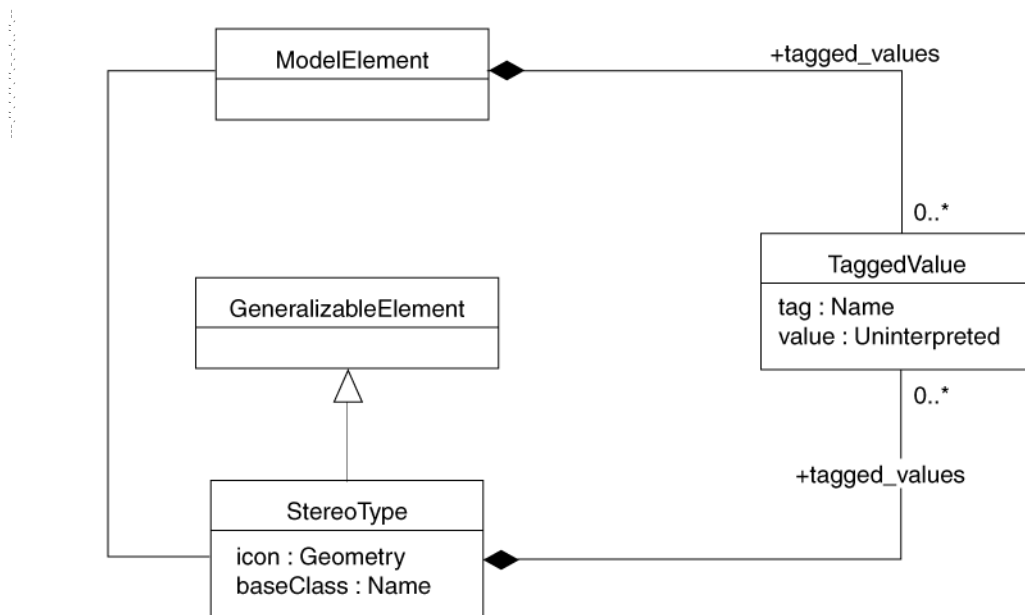 ModelElement
+tagged_values
0..*
TaggedValue
tag : Name
value : Uninterpreted
GeneralizableElement
0..*
+tagged_values
StereoType
icon : Geometry
baseClass : Name